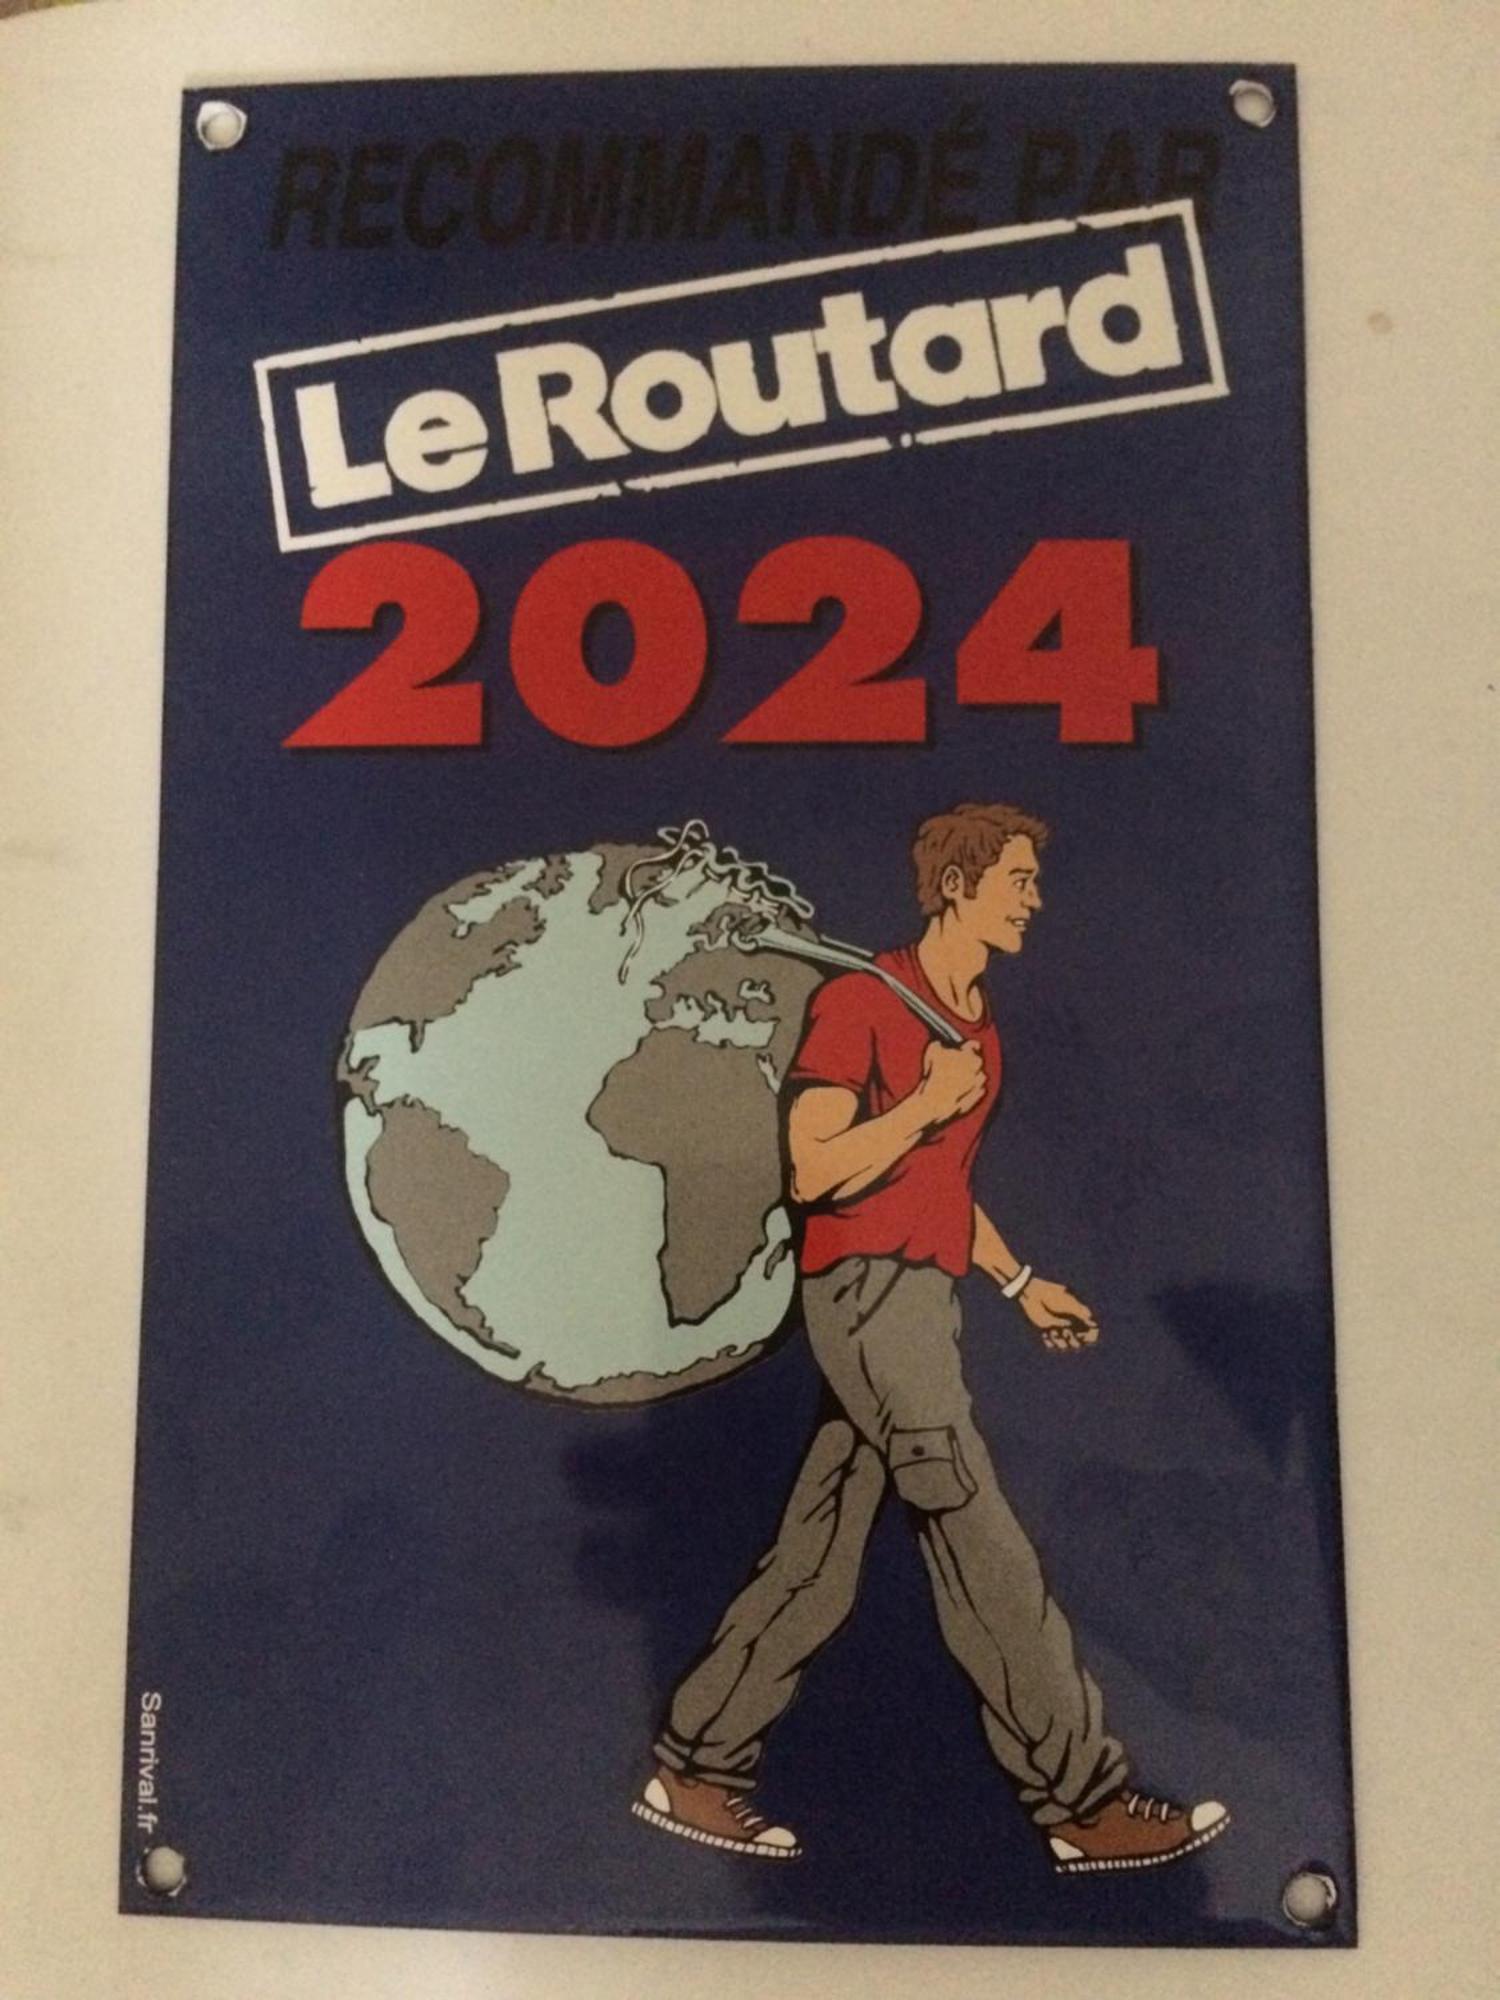 RECOMMANDÉ PAR
Le Routard
2024
Sanrival.fr